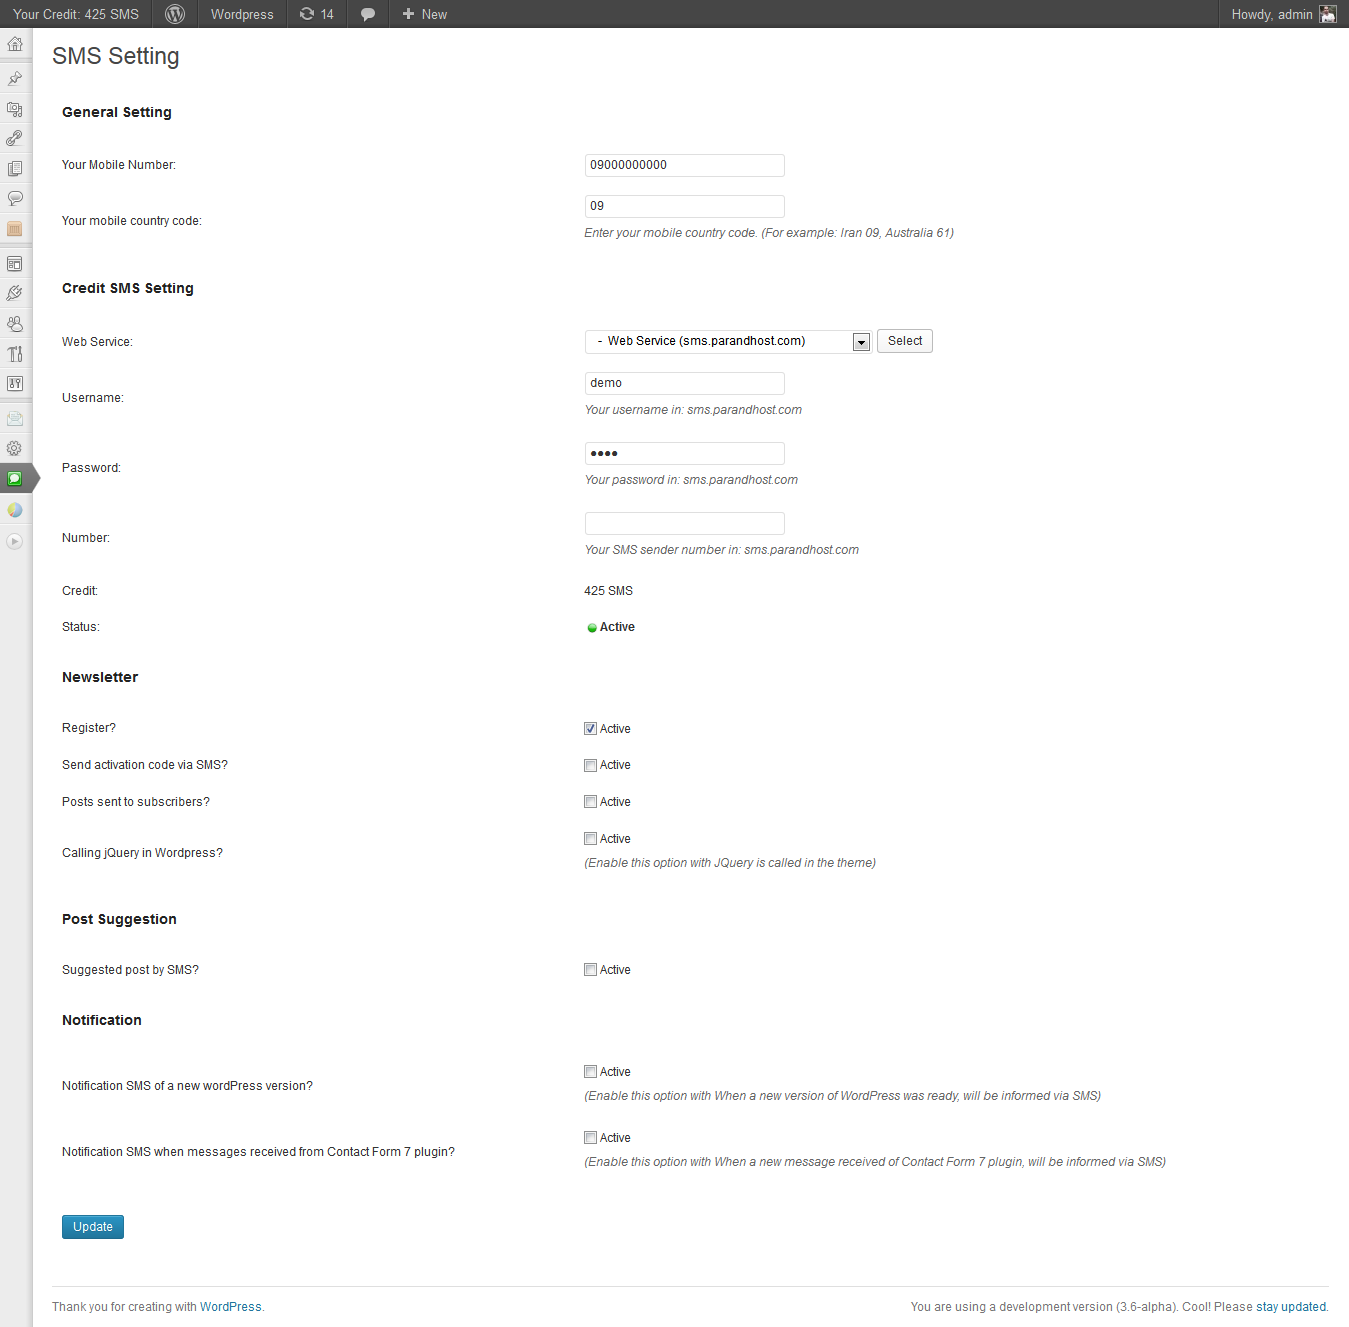 Your Credit: 425 SMS Wordpress 14 + New Howdy, admin
SMS Setting
General Setting
Your Mobile Number: 09000000000
Your mobile country code: 09
Enter your mobile country code. (For example: Iran 09, Australia 61)
Credit SMS Setting
Web Service: - Web Service (sms.parandhost.com) Select
Username: demo
Your username in: sms.parandhost.com
Password: ••••
Your password in: sms.parandhost.com
Number:
Your SMS sender number in: sms.parandhost.com
Credit: 425 SMS
Status: Active
Newsletter
Register? Active
Send activation code via SMS? Active
Posts sent to subscribers? Active
Calling jQuery in Wordpress? Active
(Enable this option with JQuery is called in the theme)
Post Suggestion
Suggested post by SMS? Active
Notification
Notification SMS of a new wordPress version? Active
(Enable this option with When a new version of WordPress was ready, will be informed via SMS)
Notification SMS when messages received from Contact Form 7 plugin? Active
(Enable this option with When a new message received of Contact Form 7 plugin, will be informed via SMS)
Update
Thank you for creating with WordPress. You are using a development version (3.6-alpha). Cool! Please stay updated.